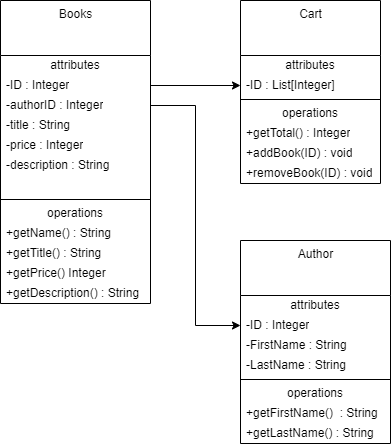 Books
attributes
-ID : Integer
-authorID : Integer
-title : String
-price : Integer
-description : String
operations
+getName() : String
+getTitle() : String
+getPrice() Integer
+getDescription() : String
Cart
attributes
-ID : List[Integer]
operations
+getTotal() : Integer
+addBook(ID) : void
+removeBook(ID) : void
Author
attributes
-ID : Integer
-FirstName : String
-LastName : String
operations
+getFirstName() : String
+getLastName() : String